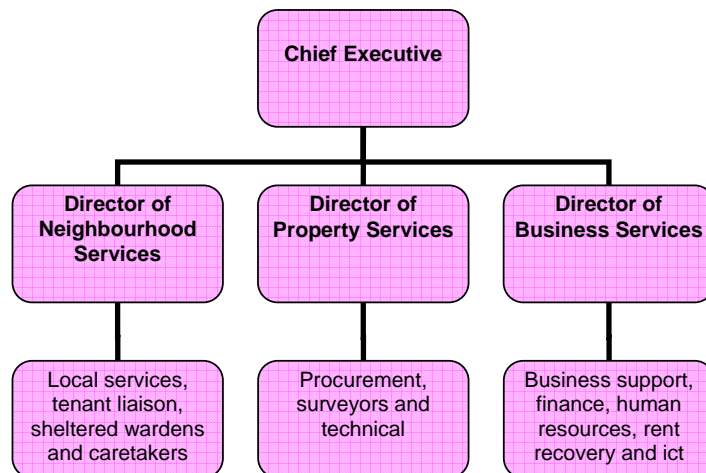 Chief Executive
Director of
Neighbourhood
Services
Director of
Property Services
Director of
Business Services
Local services,
tenant liaison,
sheltered wardens
and caretakers
Procurement,
surveyors and
technical
Business support,
finance, human
resources, rent
recovery and ict